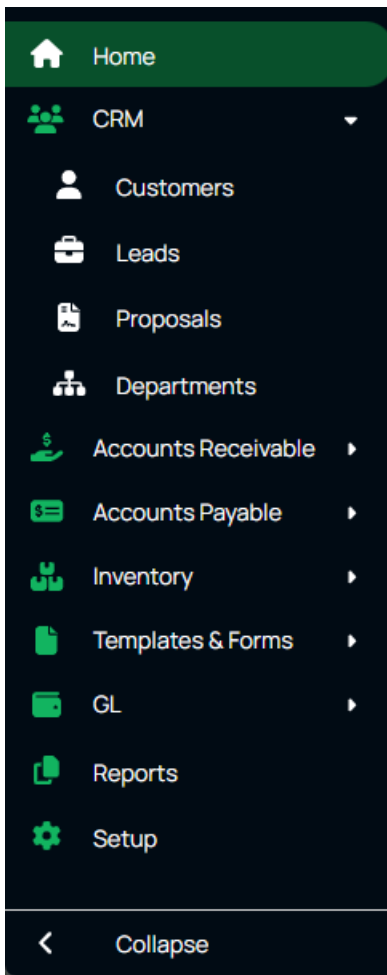 Home
CRM
Customers
Leads
Proposals
Departments
Accounts Receivable
Accounts Payable
Inventory
Templates & Forms
GL
Reports
Setup
Collapse